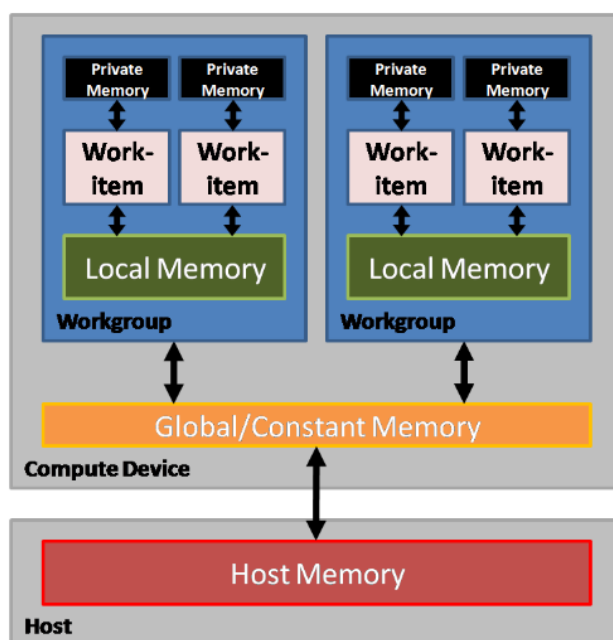 Private Memory
Private Memory
Private Memory
Private Memory
Work-item
Work-item
Work-item
Work-item
Local Memory
Local Memory
Workgroup
Workgroup
Global/Constant Memory
Compute Device
Host Memory
Host